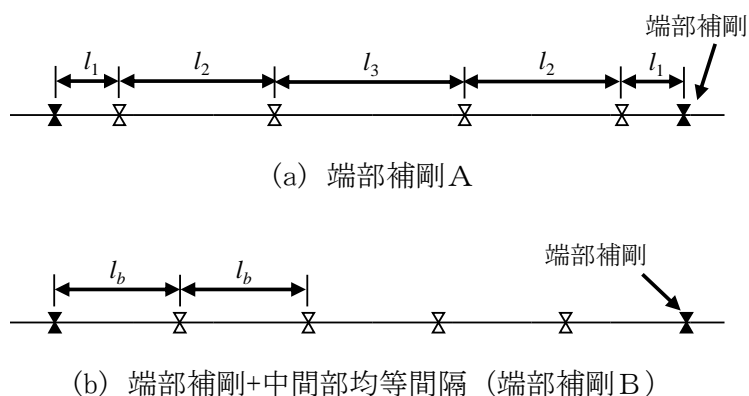 端部補剛
l1 l2 l3 l2 l1
(a) 端部補剛A
端部補剛
lb lb
(b) 端部補剛+中間部均等間隔（端部補剛B）